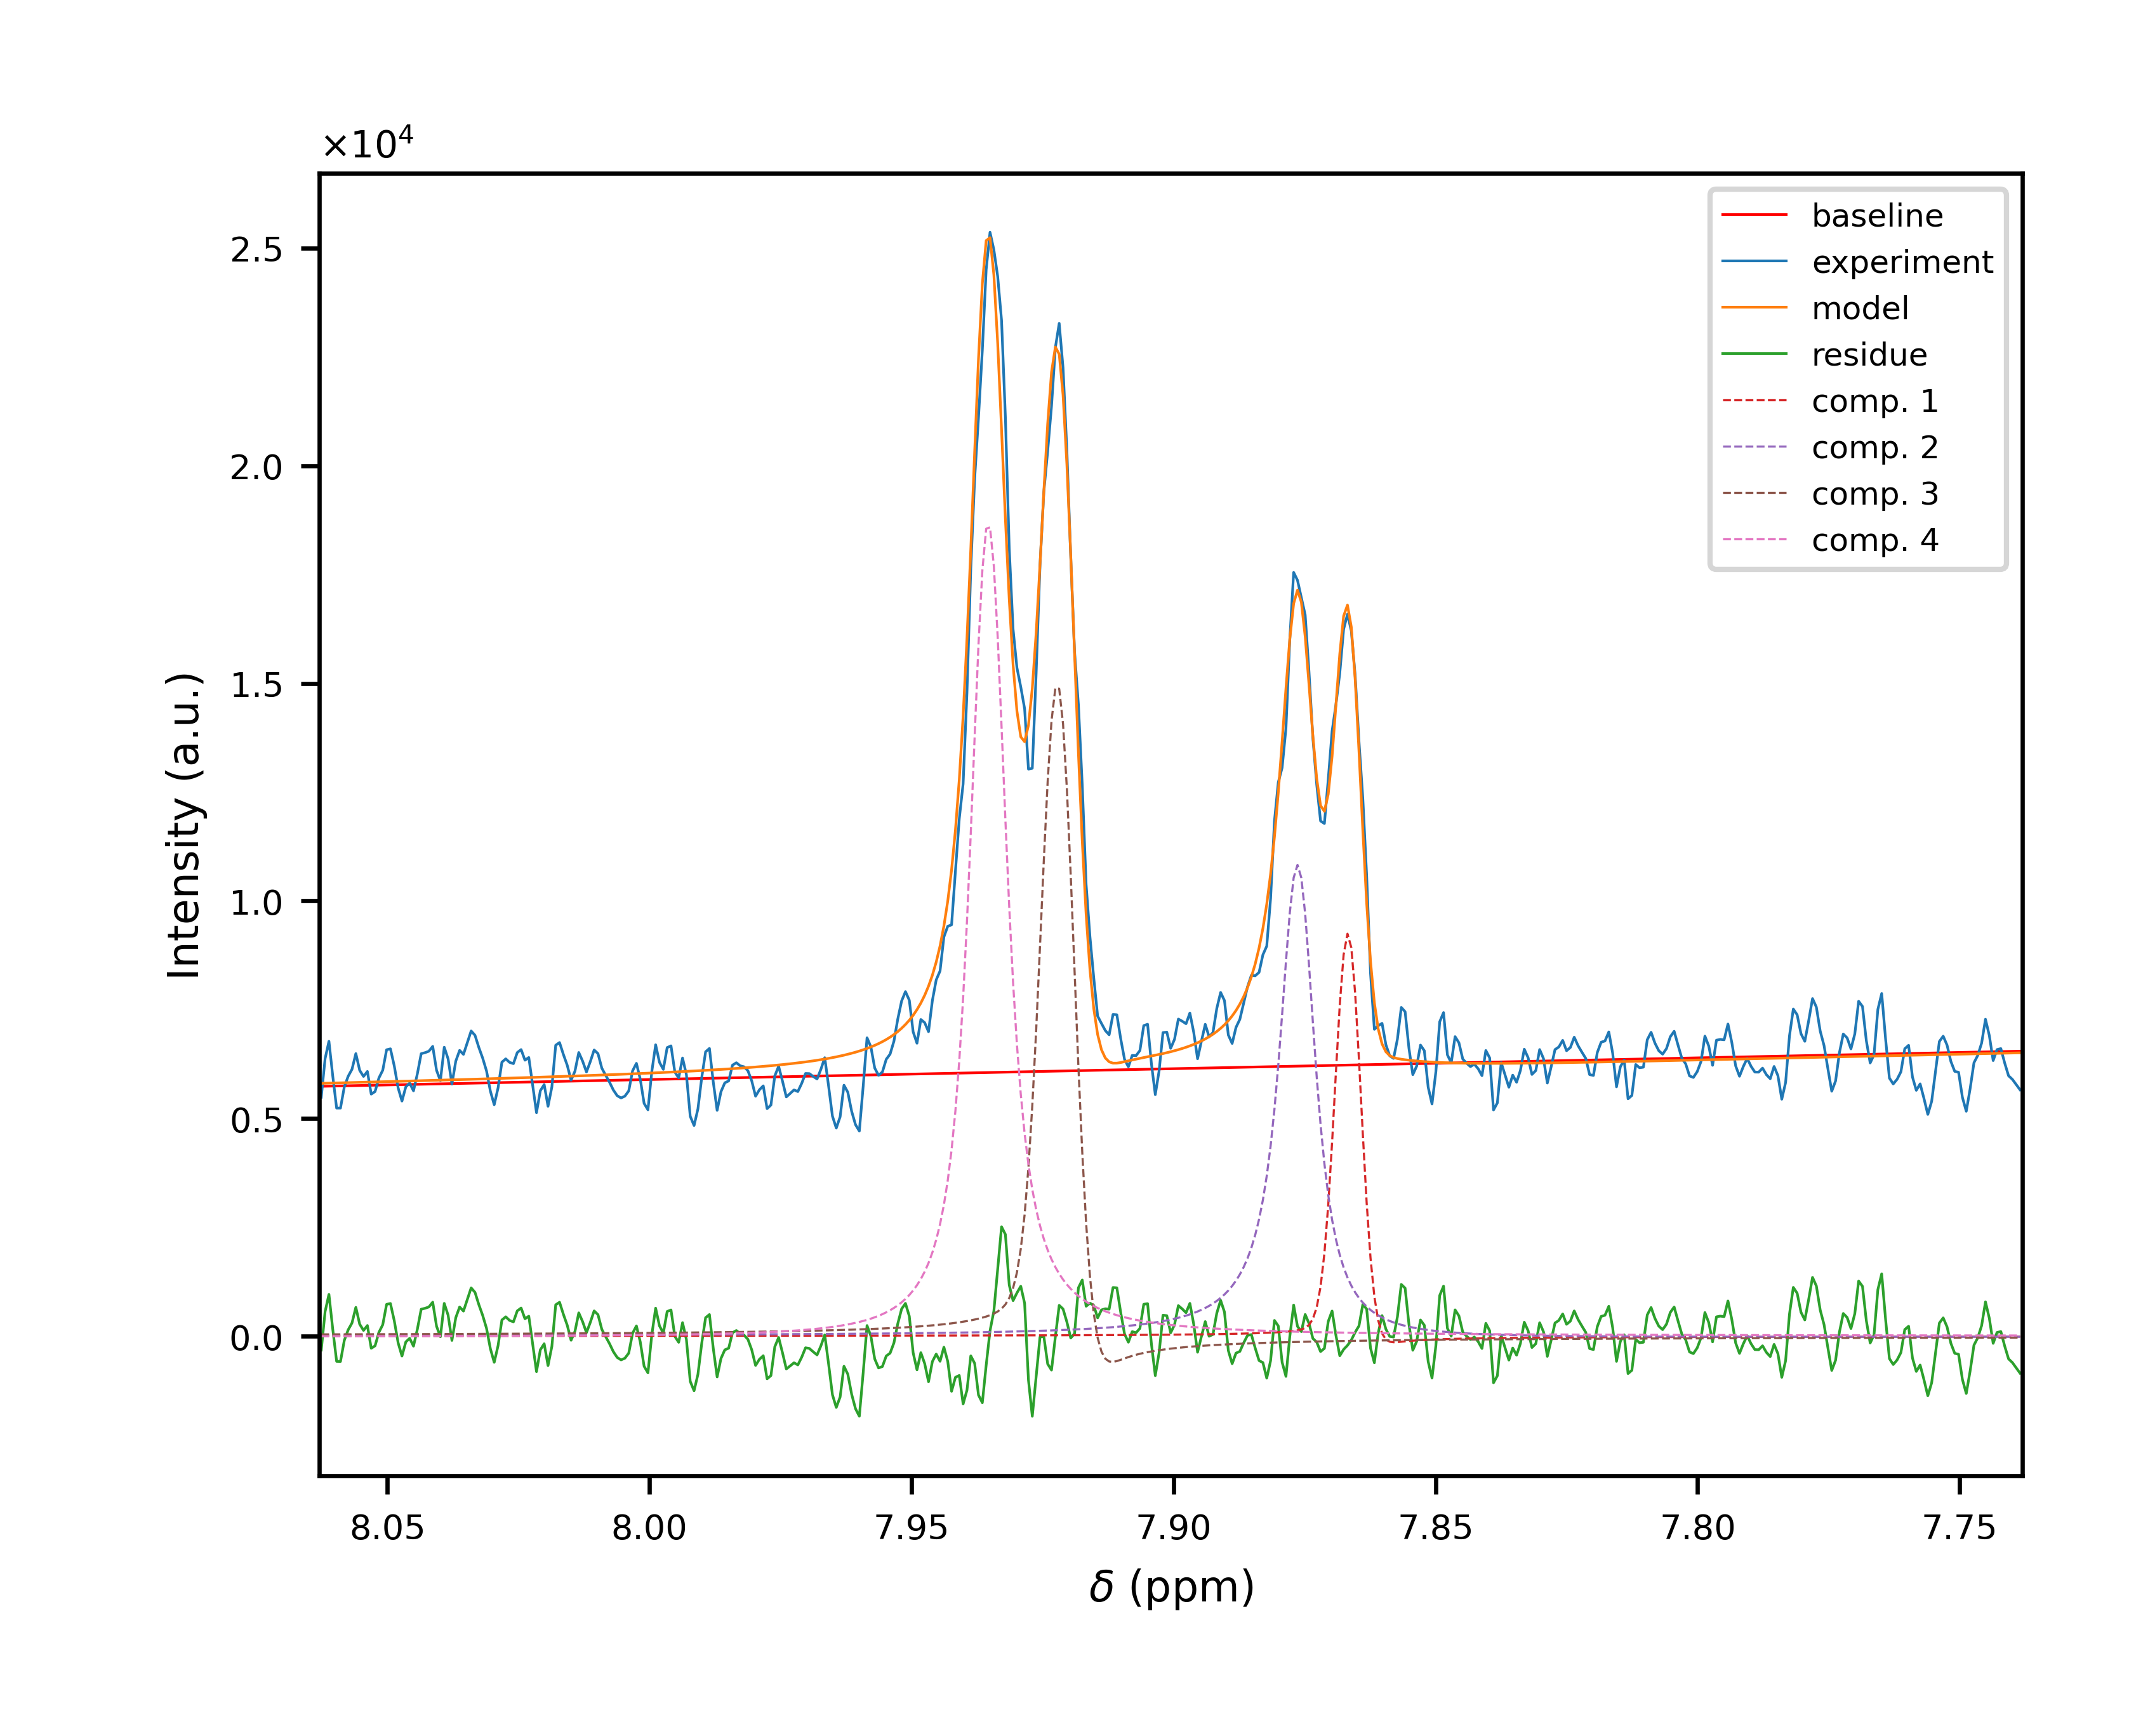 ×10⁴
2.5
2.0
1.5
1.0
0.5
0.0
Intensity (a.u.)
baseline
experiment
model
residue
comp. 1
comp. 2
comp. 3
comp. 4
8.05 8.00 7.95 7.90 7.85 7.80 7.75
δ (ppm)